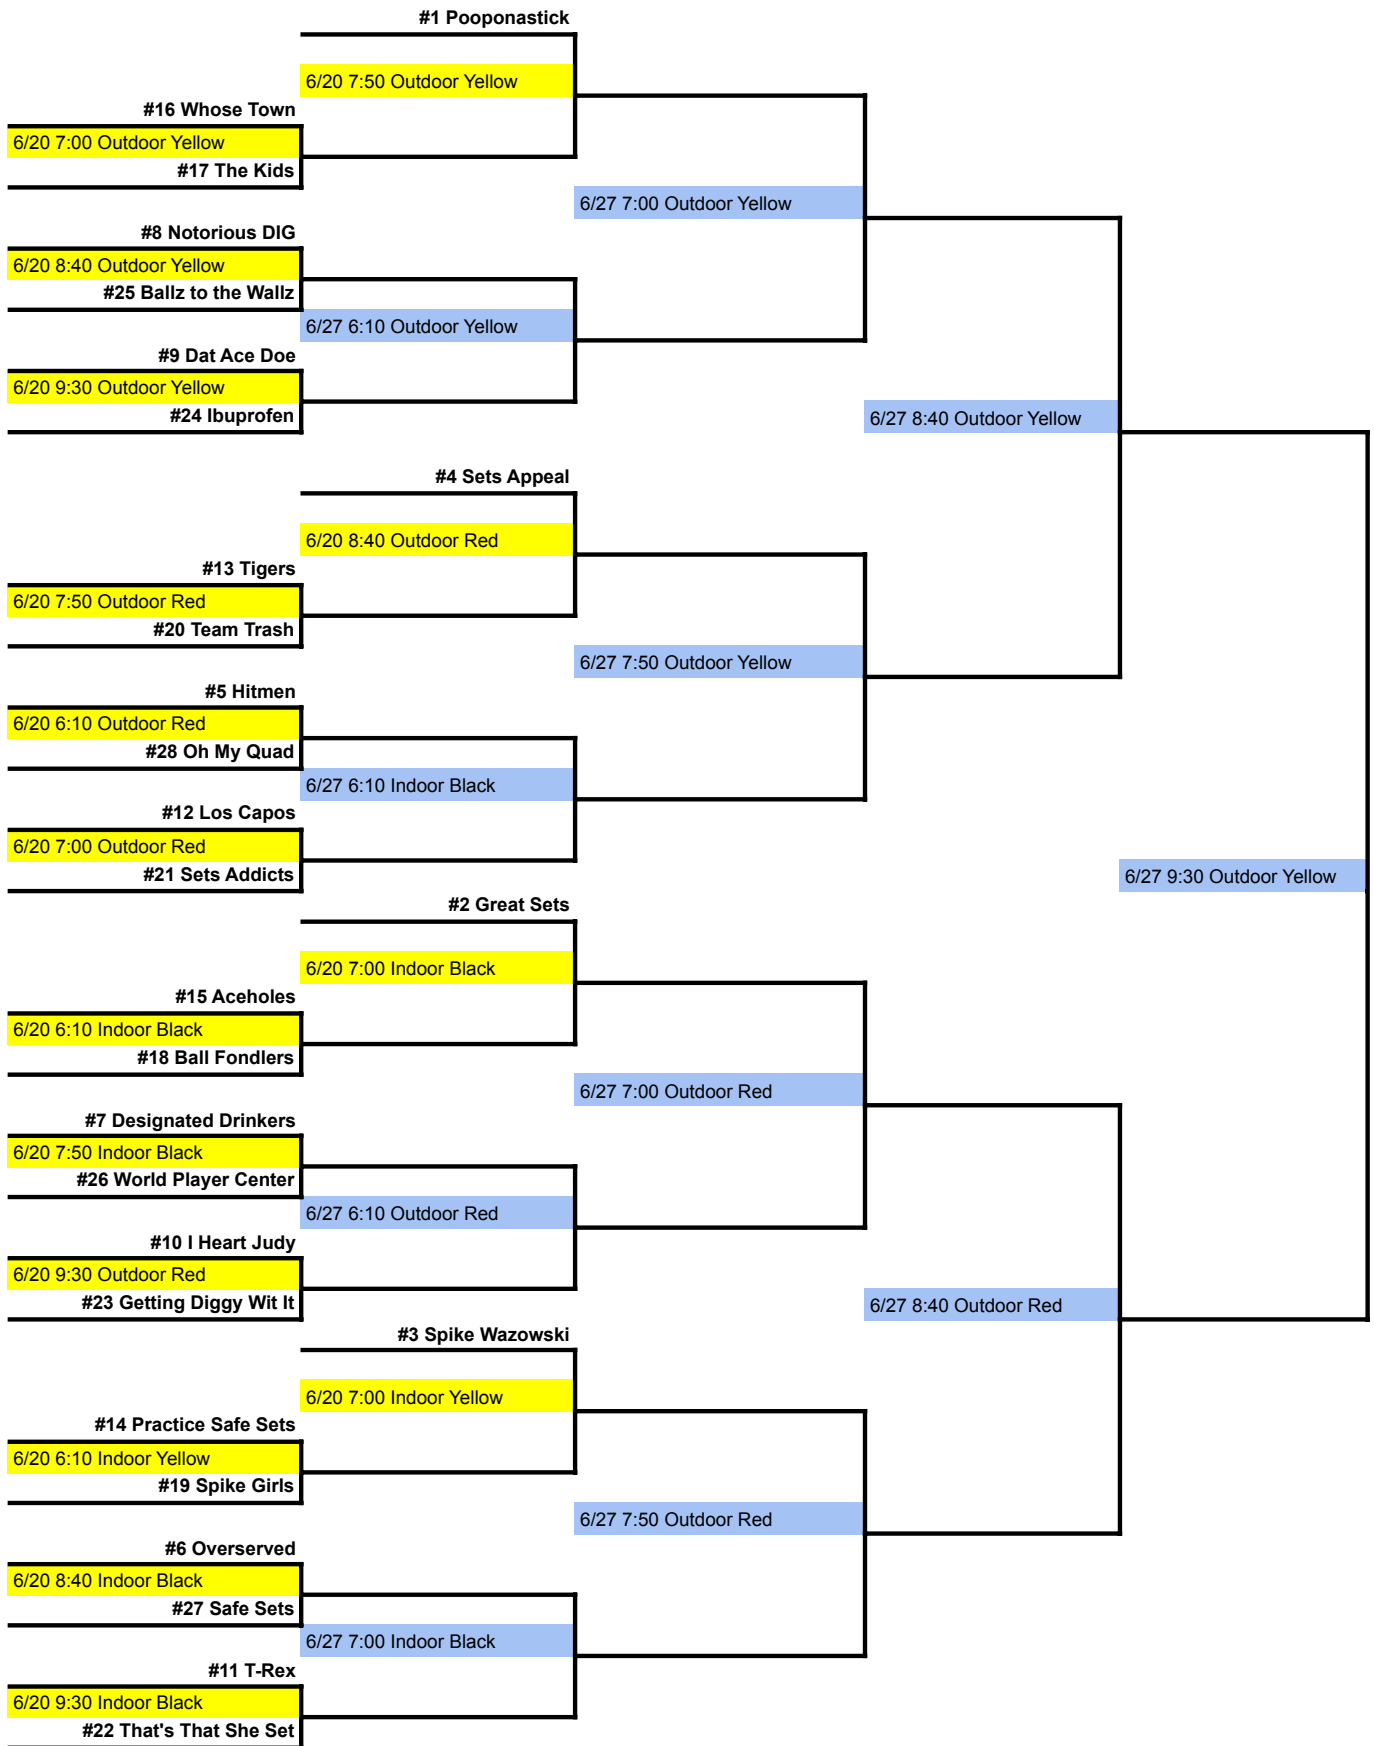 #1 Pooponastick
6/20 7:50 Outdoor Yellow
#16 Whose Town
6/20 7:00 Outdoor Yellow
#17 The Kids
6/27 7:00 Outdoor Yellow
#8 Notorious DIG
6/20 8:40 Outdoor Yellow
#25 Ballz to the Wallz
6/27 6:10 Outdoor Yellow
#9 Dat Ace Doe
6/20 9:30 Outdoor Yellow
#24 Ibuprofen
6/27 8:40 Outdoor Yellow
#4 Sets Appeal
6/20 8:40 Outdoor Red
#13 Tigers
6/20 7:50 Outdoor Red
#20 Team Trash
6/27 7:50 Outdoor Yellow
#5 Hitmen
6/20 6:10 Outdoor Red
#28 Oh My Quad
6/27 6:10 Indoor Black
#12 Los Capos
6/20 7:00 Outdoor Red
#21 Sets Addicts
6/27 9:30 Outdoor Yellow
#2 Great Sets
6/20 7:00 Indoor Black
#15 Aceholes
6/20 6:10 Indoor Black
#18 Ball Fondlers
6/27 7:00 Outdoor Red
#7 Designated Drinkers
6/20 7:50 Indoor Black
#26 World Player Center
6/27 6:10 Outdoor Red
#10 I Heart Judy
6/20 9:30 Outdoor Red
#23 Getting Diggy Wit It
6/27 8:40 Outdoor Red
#3 Spike Wazowski
6/20 7:00 Indoor Yellow
#14 Practice Safe Sets
6/20 6:10 Indoor Yellow
#19 Spike Girls
6/27 7:50 Outdoor Red
#6 Overserved
6/20 8:40 Indoor Black
#27 Safe Sets
6/27 7:00 Indoor Black
#11 T-Rex
6/20 9:30 Indoor Black
#22 That's That She Set